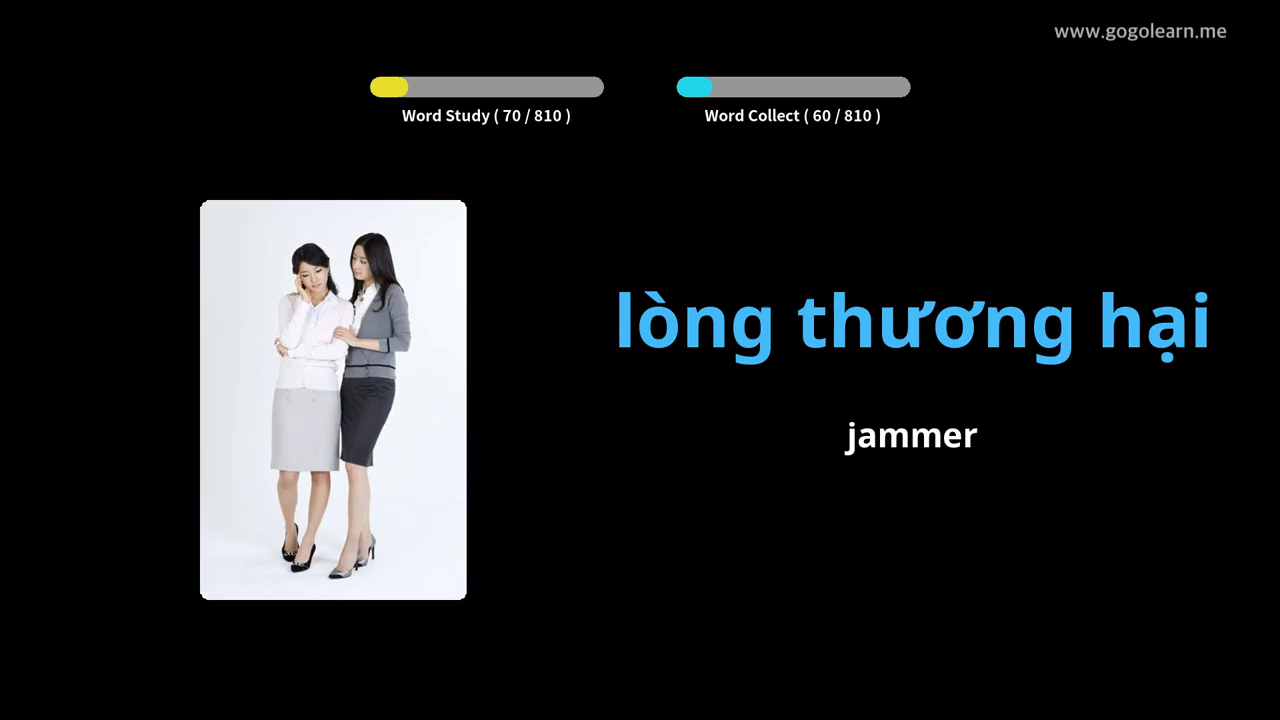 www.gogolearn.me
Word Study ( 70 / 810 )
Word Collect ( 60 / 810 )
lòng thương hại
jammer